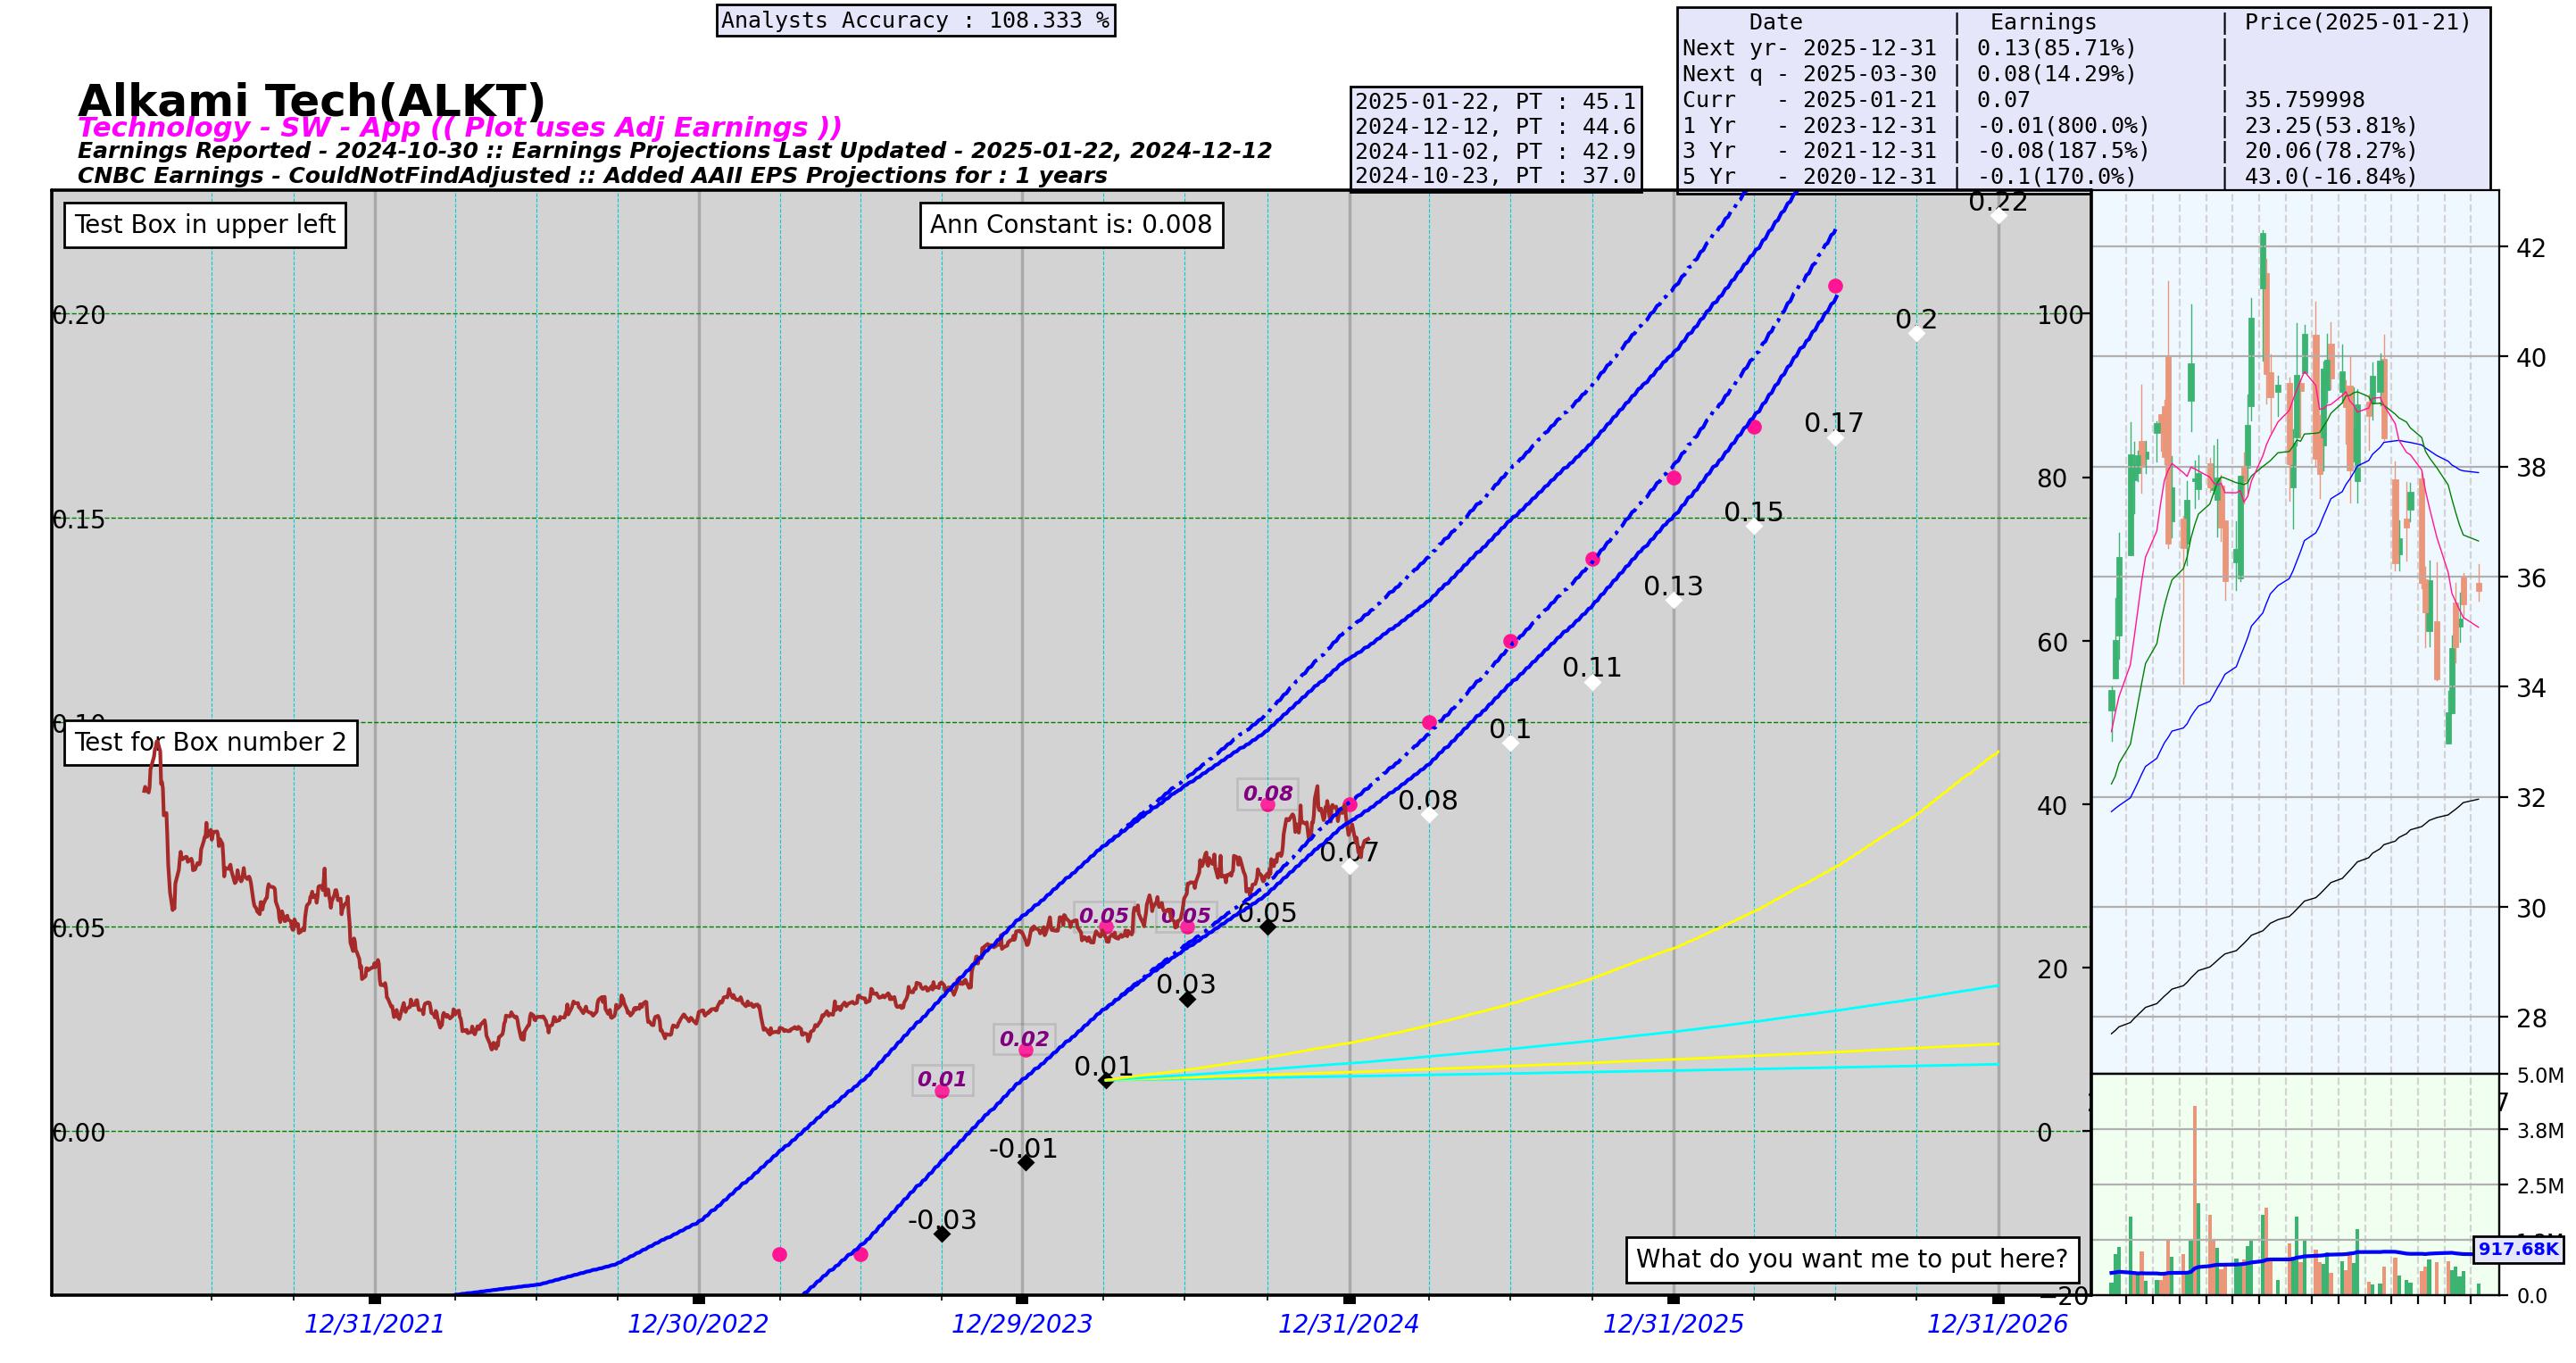 Analysts Accuracy : 108.333 %
Date | Earnings | Price(2025-01-21)
Next yr- 2025-12-31 | 0.13(85.71%) |
Next q - 2025-03-30 | 0.08(14.29%) |
Curr - 2025-01-21 | 0.07 | 35.759998
1 Yr - 2023-12-31 | -0.01(800.0%) | 23.25(53.81%)
3 Yr - 2021-12-31 | -0.08(187.5%) | 20.06(78.27%)
5 Yr - 2020-12-31 | -0.1(170.0%) | 43.0(-16.84%)
Alkami Tech(ALKT)
Technology - SW - App (( Plot uses Adj Earnings ))
Earnings Reported - 2024-10-30 :: Earnings Projections Last Updated - 2025-01-22, 2024-12-12
CNBC Earnings - CouldNotFindAdjusted :: Added AAII EPS Projections for : 1 years
2025-01-22, PT : 45.1
2024-12-12, PT : 44.6
2024-11-02, PT : 42.9
2024-10-23, PT : 37.0
Test Box in upper left
Ann Constant is: 0.008
Test for Box number 2
What do you want me to put here?
0.20
0.15
0.10
0.05
0.00
0.22
0.2
0.17
0.15
0.13
0.11
0.1
0.08
0.07
0.05
0.03
0.01
-0.01
-0.03
0.08
0.05
0.05
0.02
0.01
100
80
60
40
20
0
−20
12/31/2021
12/30/2022
12/29/2023
12/31/2024
12/31/2025
12/31/2026
42
40
38
36
34
32
30
28
5.0M
3.8M
2.5M
917.68K
0.0